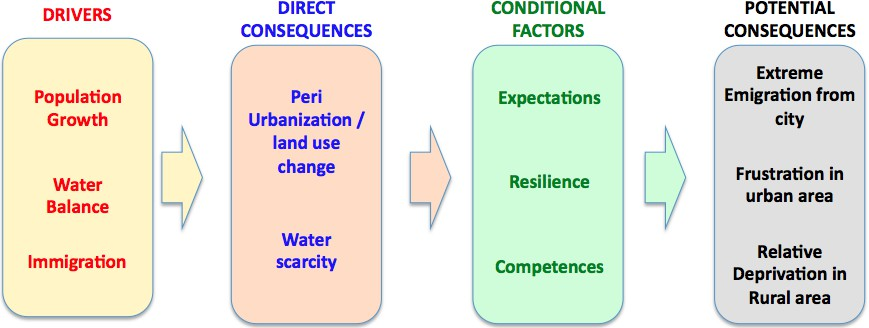 DRIVERS
Population
Growth
Water
Balance
Immigration
DIRECT
CONSEQUENCES
Peri
Urbanization /
land use
change
Water
scarcity
CONDITIONAL
FACTORS
Expectations
Resilience
Competences
POTENTIAL
CONSEQUENCES
Extreme
Emigration from
city
Frustration in
urban area
Relative
Deprivation in
Rural area